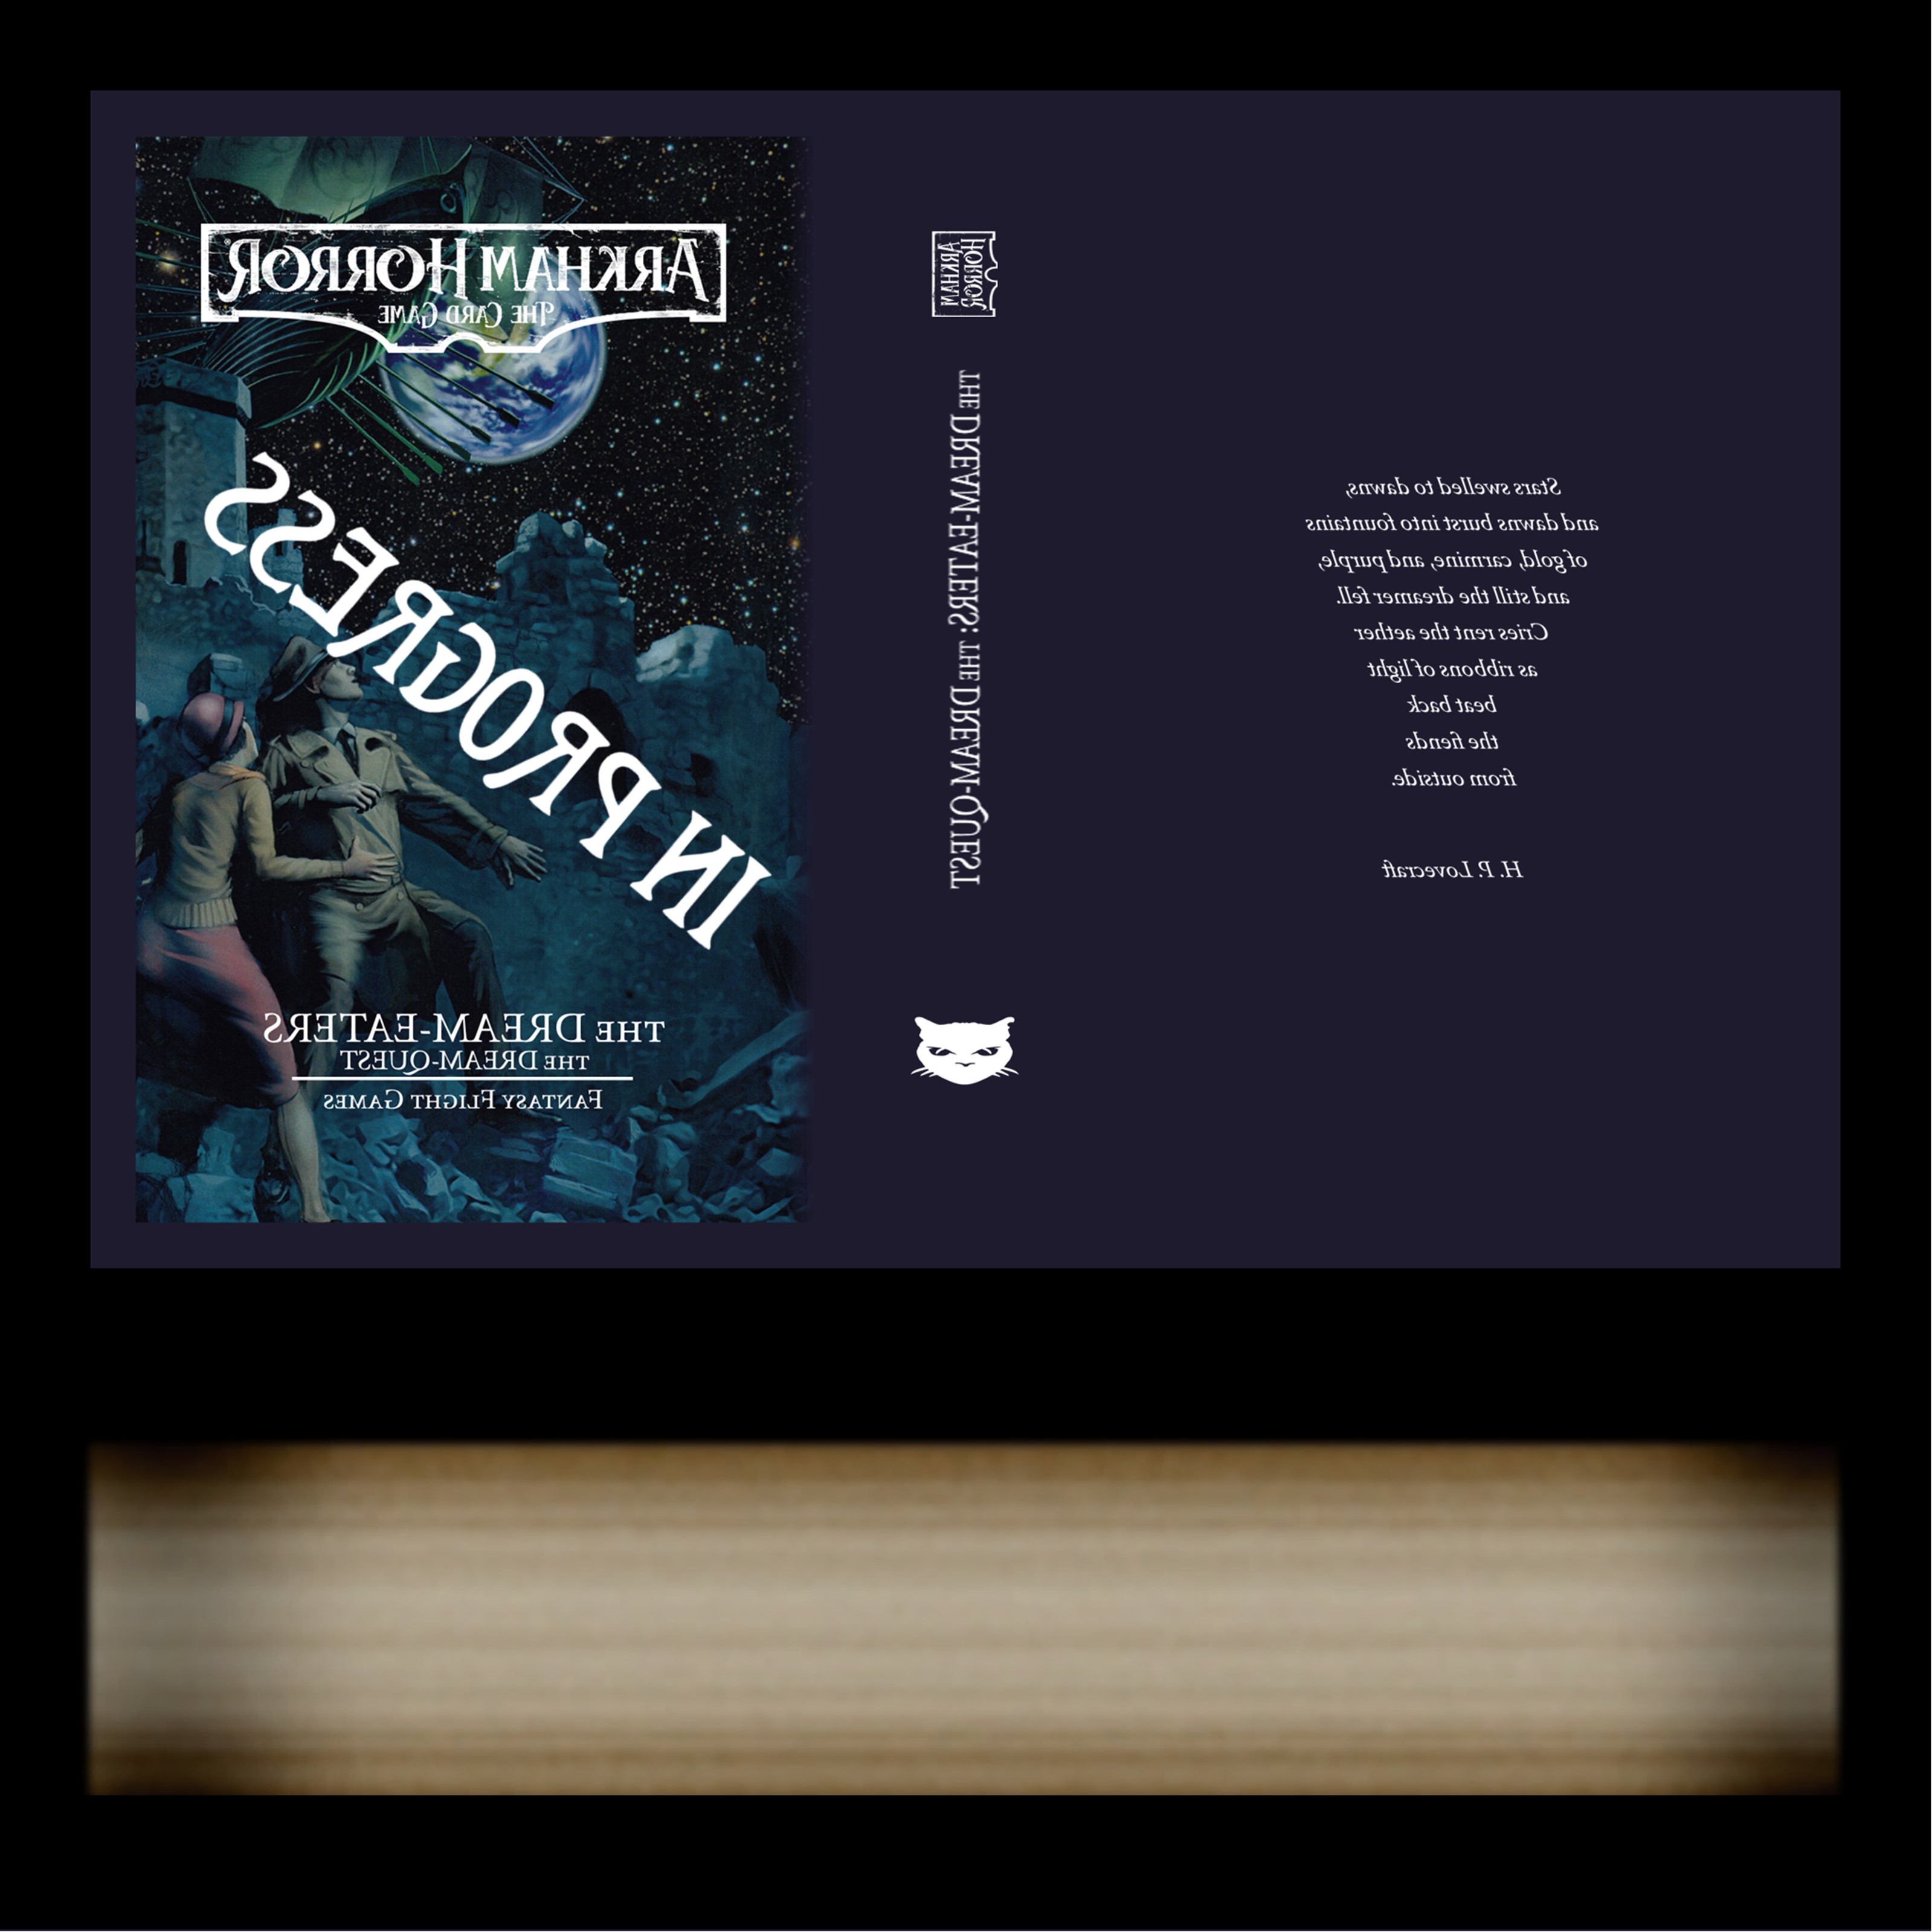 ARKHAM HORROR
THE CARD GAME
IN PROGRESS
THE DREAM-EATERS
THE DREAM-QUEST
FANTASY FLIGHT GAMES
ARKHAM
HORROR
THE DREAM-EATERS: THE DREAM-QUEST
Stars swelled to dawns,
and dawns burst into fountains
of gold, carmine, and purple,
and still the dreamer fell.
Cries rent the aether
as ribbons of light
beat back
the fiends
from outside.
H. P. Lovecraft